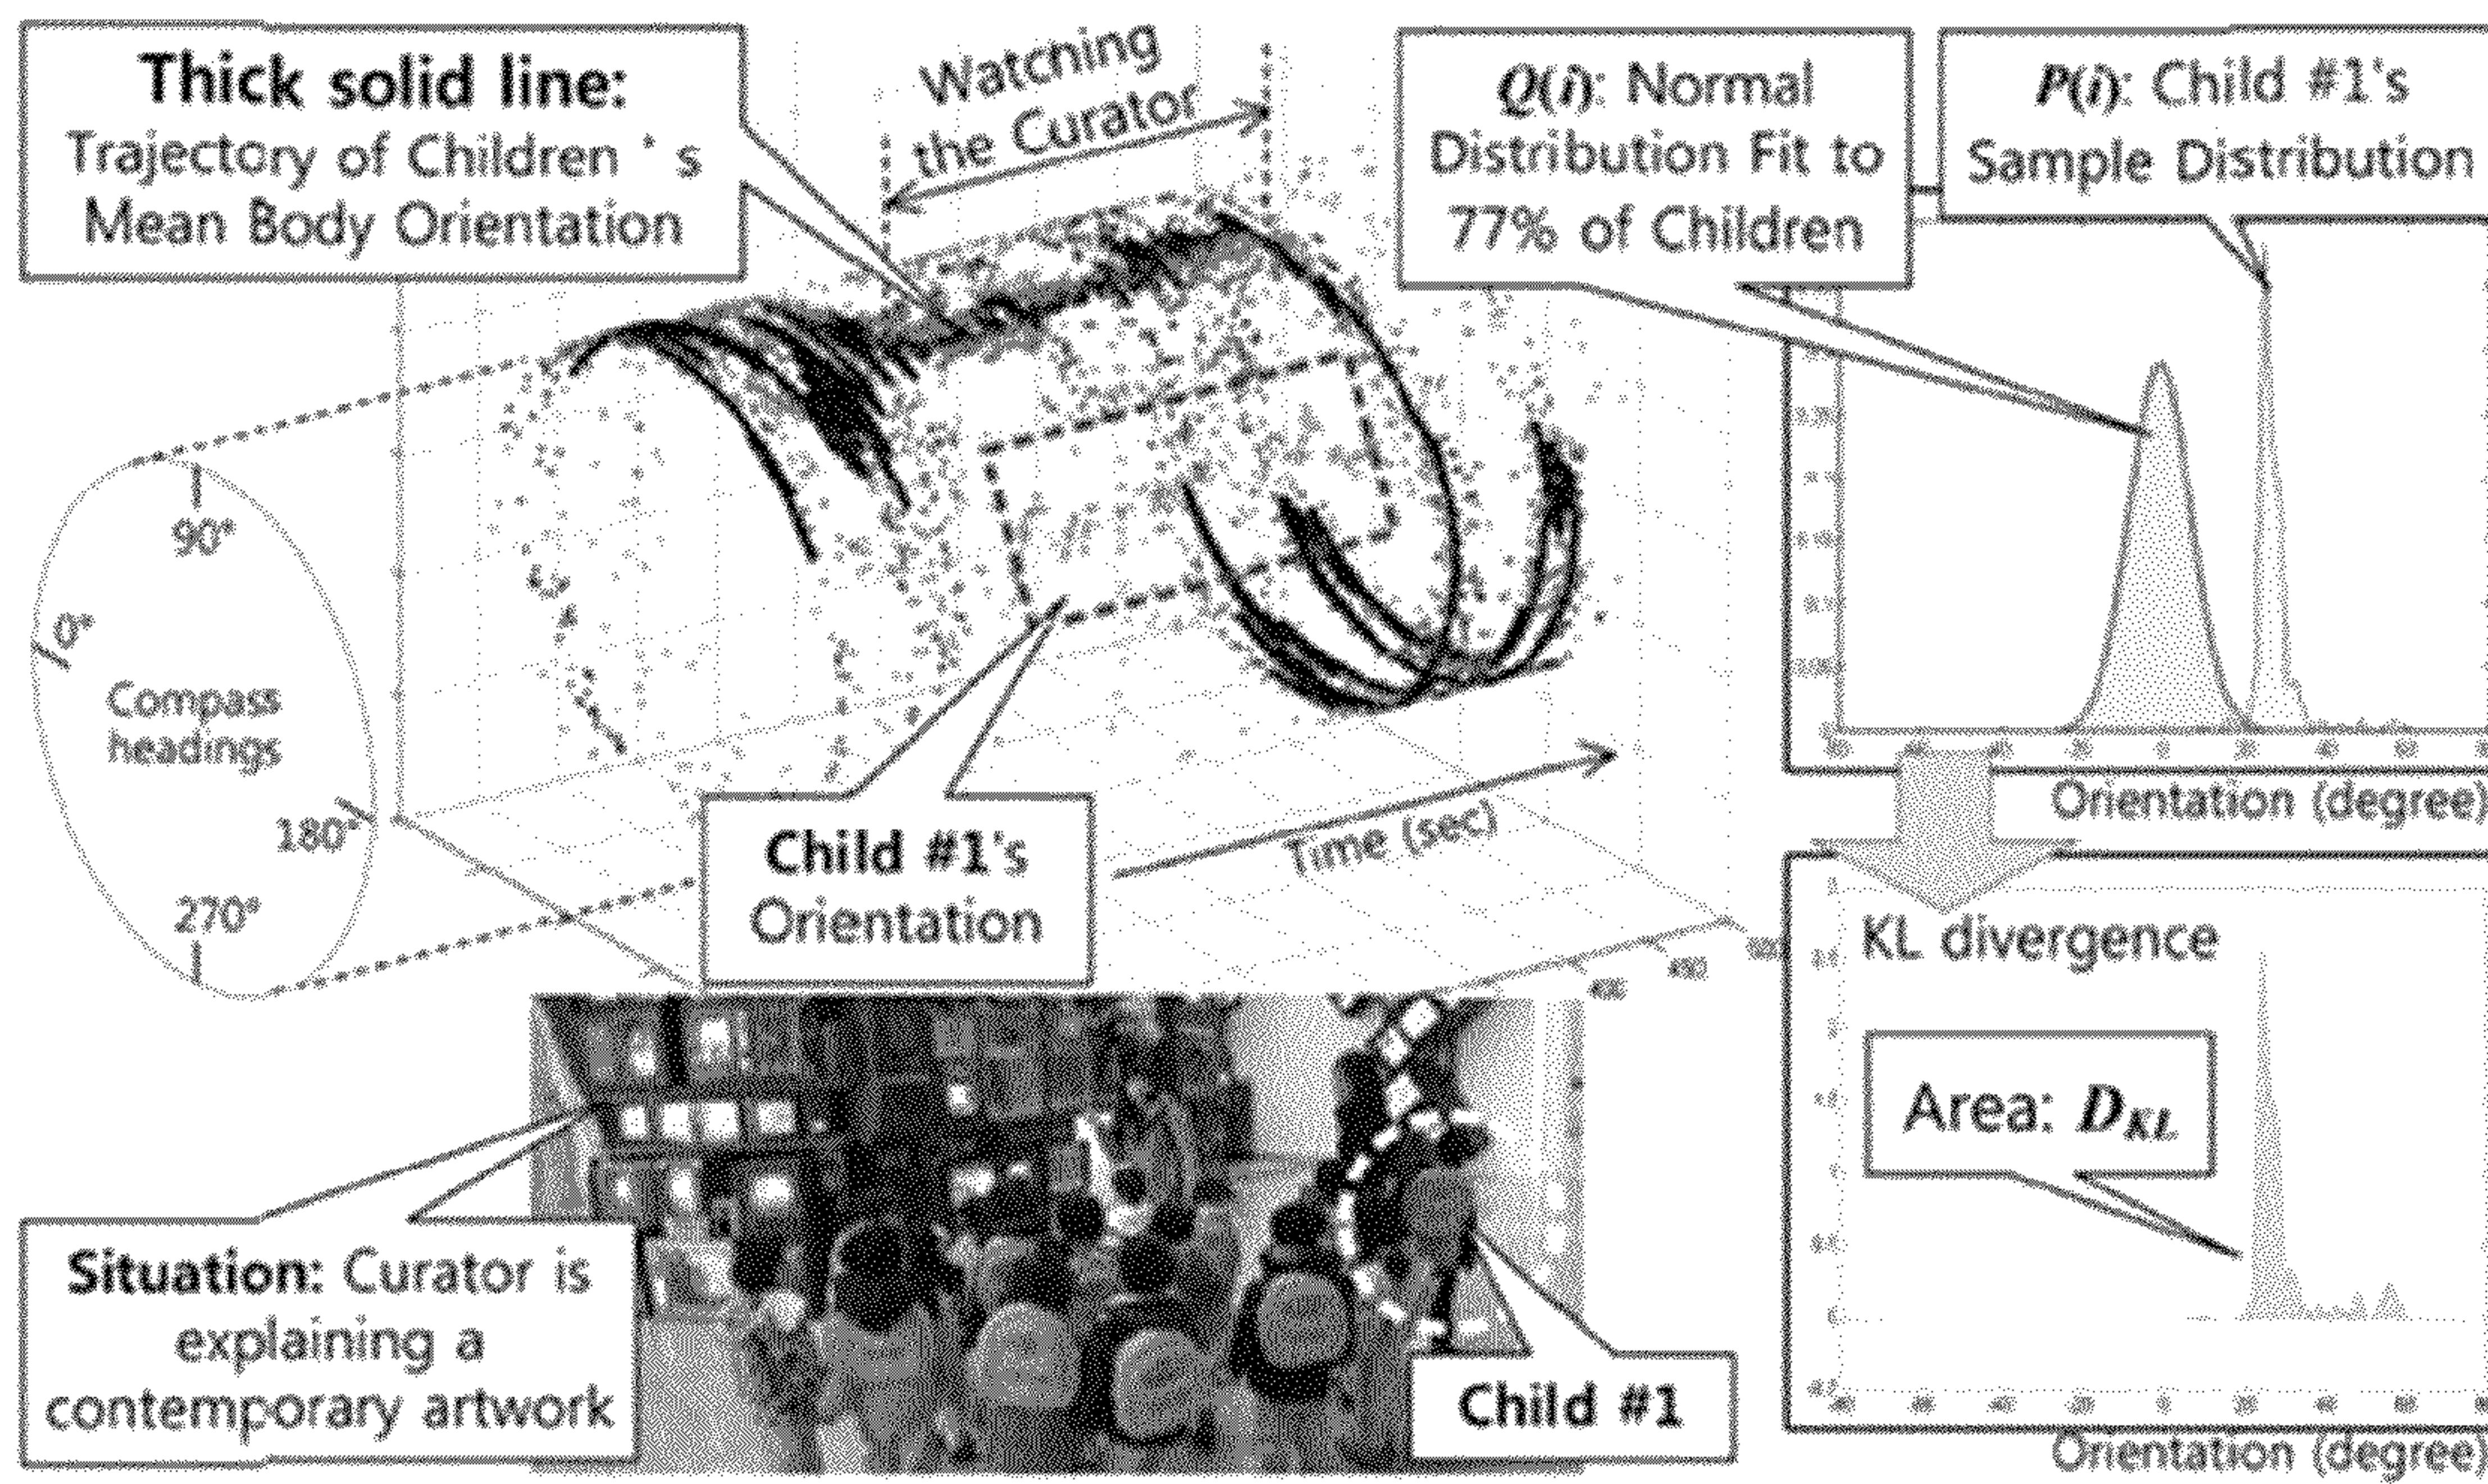 Thick solid line:
Trajectory of Children ' s
Mean Body Orientation
Watching
the Curator
Q(i): Normal
Distribution Fit to
77% of Children
P(i): Child #1's
Sample Distribution
90°
0°
Compass
headings
180°
270°
Child #1's
Orientation
Time (sec)
Orientation (degree)
KL divergence
Area: D_KL
Situation: Curator is
explaining a
contemporary artwork
Child #1
Orientation (degree)